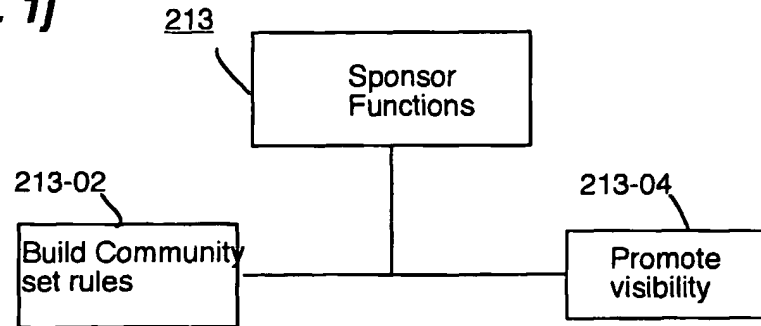 1j
213
Sponsor
Functions
213-02
213-04
Build Community
set rules
Promote
visibility